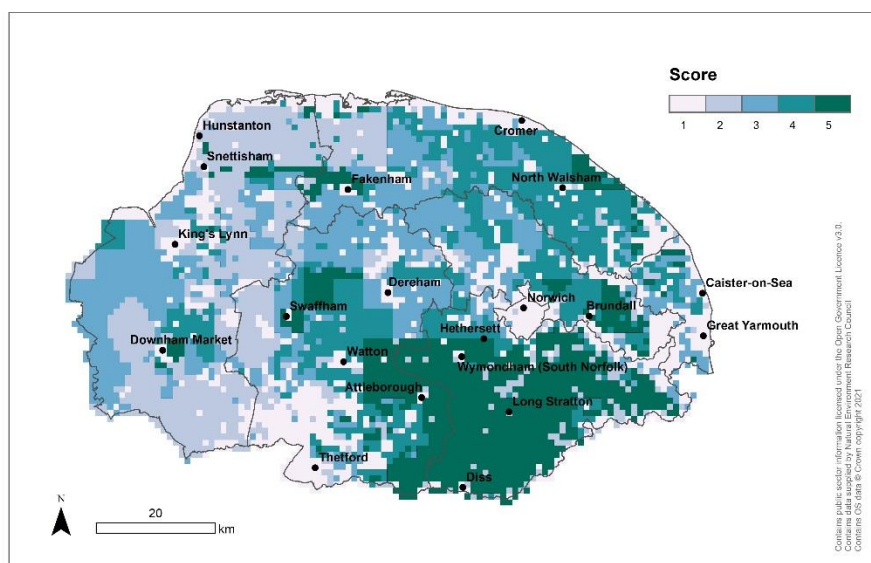 Score
1 2 3 4 5
Cromer
Hunstanton
Snettisham
Fakenham
North Walsham
King's Lynn
Dereham
Caister-on-Sea
Swaffham
Norwich
Brundall
Hethersett
Great Yarmouth
Downham Market
Watton
Wymondham (South Norfolk)
Attleborough
Long Stratton
Thetford
Diss
N
20
km
Contains public sector information licensed under the Open Government Licence v3.0.
Contains data supplied by Natural Environment Research Council
Contains OS data © Crown copyright 2021